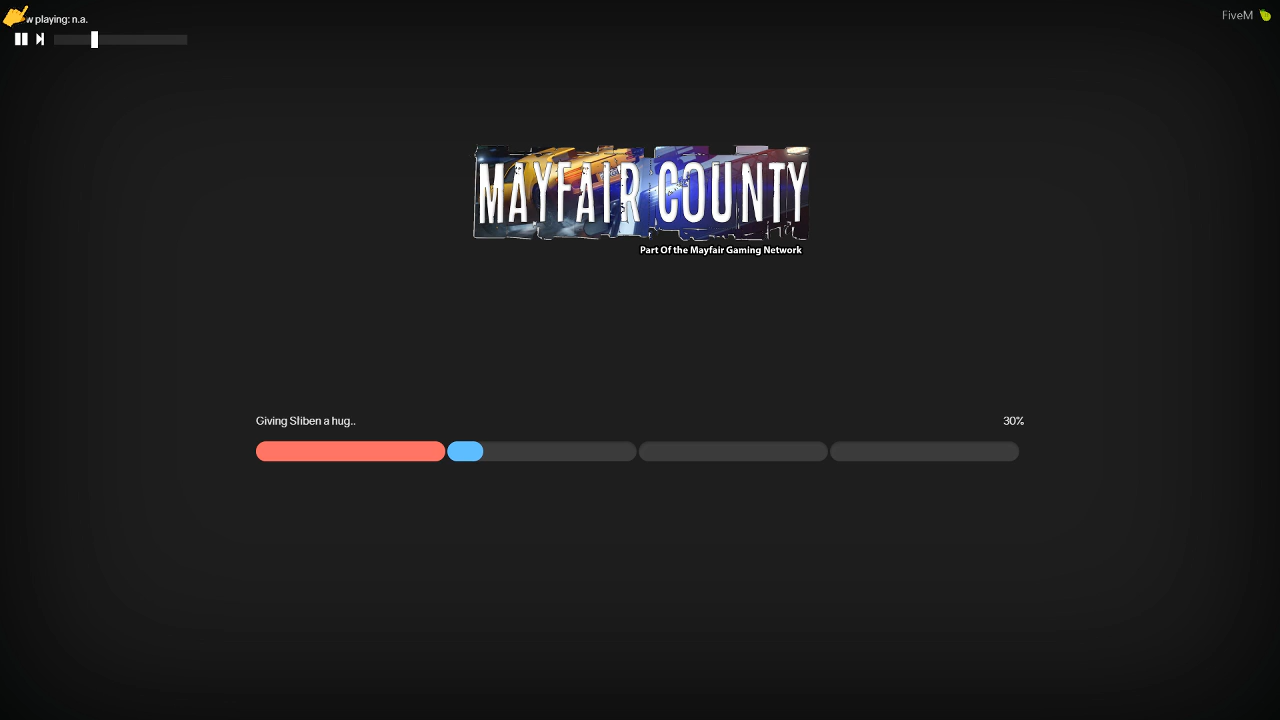 w playing: n.a.
FiveM
MAYFAIR COUNTY
Part Of the Mayfair Gaming Network
Giving Sliben a hug..
30%